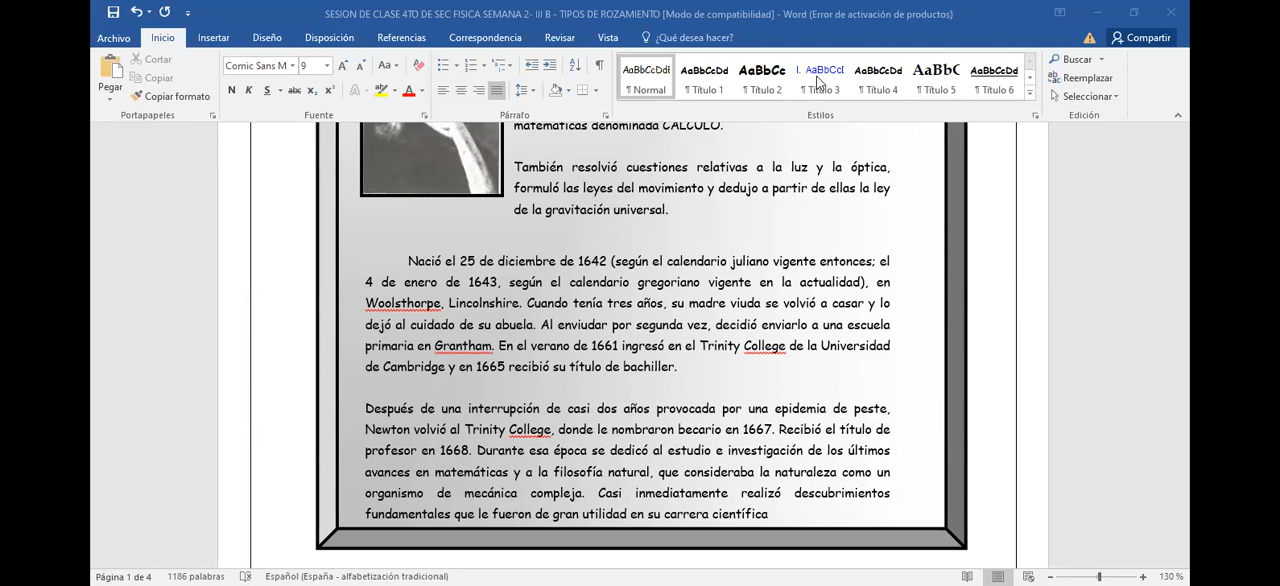 SESION DE CLASE 4TO DE SEC FISICA SEMANA 2- III B - TIPOS DE ROZAMIENTO [Modo de compatibilidad] - Word (Error de activación de productos)
Archivo Inicio Insertar Diseño Disposición Referencias Correspondencia Revisar Vista ¿Qué desea hacer? Compartir
Pegar Cortar
Copiar
Copiar formato
Portapapeles
Comic Sans M 9 Aa
N K S abc x₂ x² A ab A
Fuente
Párrafo
AaBbCcDdE AaBbCcDd AaBbCc I. AaBbCcI AaBbCcDd AaBbC AaBbCcDd
¶ Normal ¶ Título 1 ¶ Título 2 ¶ Título 3 ¶ Título 4 ¶ Título 5 ¶ Título 6
Estilos
Buscar
Reemplazar
Seleccionar
Edición
matemáticas denominada CÁLCULO.
También resolvió cuestiones relativas a la luz y la óptica,
formuló las leyes del movimiento y dedujo a partir de ellas la ley
de la gravitación universal.
Nació el 25 de diciembre de 1642 (según el calendario juliano vigente entonces; el
4 de enero de 1643, según el calendario gregoriano vigente en la actualidad), en
Woolsthorpe, Lincolnshire. Cuando tenía tres años, su madre viuda se volvió a casar y lo
dejó al cuidado de su abuela. Al enviudar por segunda vez, decidió enviarlo a una escuela
primaria en Grantham. En el verano de 1661 ingresó en el Trinity College de la Universidad
de Cambridge y en 1665 recibió su título de bachiller.
Después de una interrupción de casi dos años provocada por una epidemia de peste,
Newton volvió al Trinity College, donde le nombraron becario en 1667. Recibió el título de
profesor en 1668. Durante esa época se dedicó al estudio e investigación de los últimos
avances en matemáticas y a la filosofía natural, que consideraba la naturaleza como un
organismo de mecánica compleja. Casi inmediatamente realizó descubrimientos
fundamentales que le fueron de gran utilidad en su carrera científica
Página 1 de 4 1186 palabras Español (España - alfabetización tradicional) 130 %